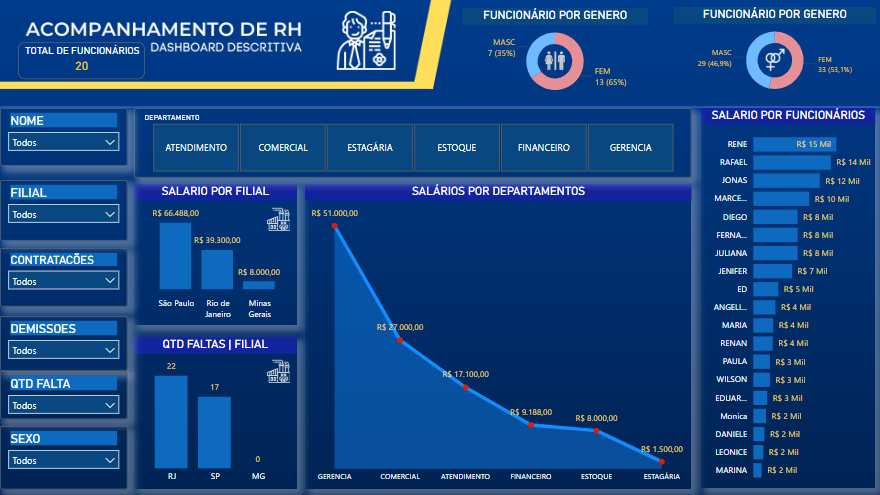 ACOMPANHAMENTO DE RH
DASHBOARD DESCRITIVA
TOTAL DE FUNCIONÁRIOS
20
FUNCIONÁRIO POR GENERO
MASC
7 (35%)
FEM
13 (65%)
FUNCIONÁRIO POR GENERO
MASC
29 (46,9%)
FEM
33 (53,1%)
NOME
Todos
FILIAL
Todos
CONTRATACÕES
Todos
DEMISSOES
Todos
QTD FALTA
Todos
SEXO
Todos
DEPARTAMENTO
ATENDIMENTO
COMERCIAL
ESTAGÁRIA
ESTOQUE
FINANCEIRO
GERENCIA
SALARIO POR FILIAL
R$ 66.488,00
R$ 39.300,00
R$ 8.000,00
São Paulo
Rio de
Janeiro
Minas
Gerais
QTD FALTAS | FILIAL
22
17
0
RJ
SP
MG
SALÁRIOS POR DEPARTAMENTOS
R$ 51.000,00
R$ 27.000,00
R$ 17.100,00
R$ 9.188,00
R$ 8.000,00
R$ 1.500,00
GERENCIA
COMERCIAL
ATENDIMENTO
FINANCEIRO
ESTOQUE
ESTAGÁRIA
SALARIO POR FUNCIONÁRIOS
RENE R$ 15 Mil
RAFAEL R$ 14 Mil
JONAS R$ 12 Mil
MARCE... R$ 10 Mil
DIEGO R$ 8 Mil
FERNA... R$ 8 Mil
JULIANA R$ 8 Mil
JENIFER R$ 7 Mil
ED R$ 5 Mil
ANGELI... R$ 4 Mil
MARIA R$ 4 Mil
RENAN R$ 4 Mil
PAULA R$ 3 Mil
WILSON R$ 3 Mil
EDUAR... R$ 3 Mil
Monica R$ 2 Mil
DANIELE R$ 2 Mil
LEONICE R$ 2 Mil
MARINA R$ 2 Mil